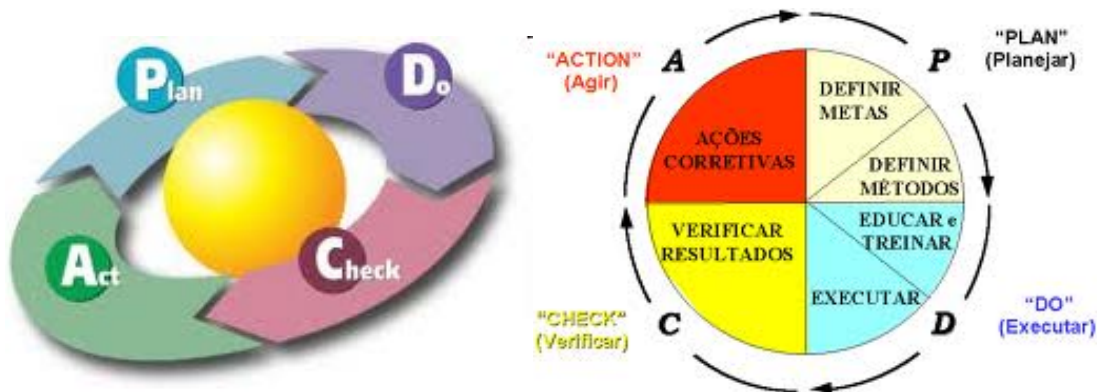 Plan
Do
Act
Check
"ACTION"
(Agir)
A
P
"PLAN"
(Planejar)
DEFINIR
METAS
AÇÕES
CORRETIVAS
DEFINIR
MÉTODOS
VERIFICAR
RESULTADOS
EDUCAR e
TREINAR
EXECUTAR
"CHECK"
(Verificar)
C
D
"DO"
(Executar)